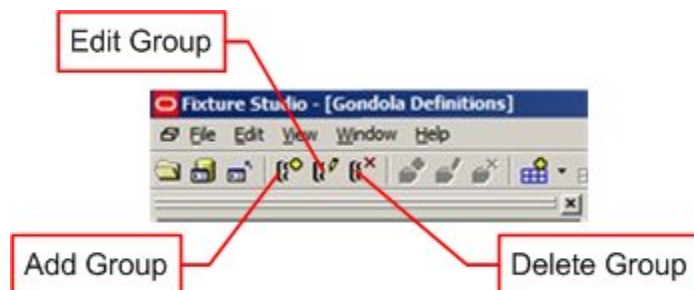 Edit Group
Fixture Studio - [Gondola Definitions]
File Edit View Window Help
Add Group
Delete Group